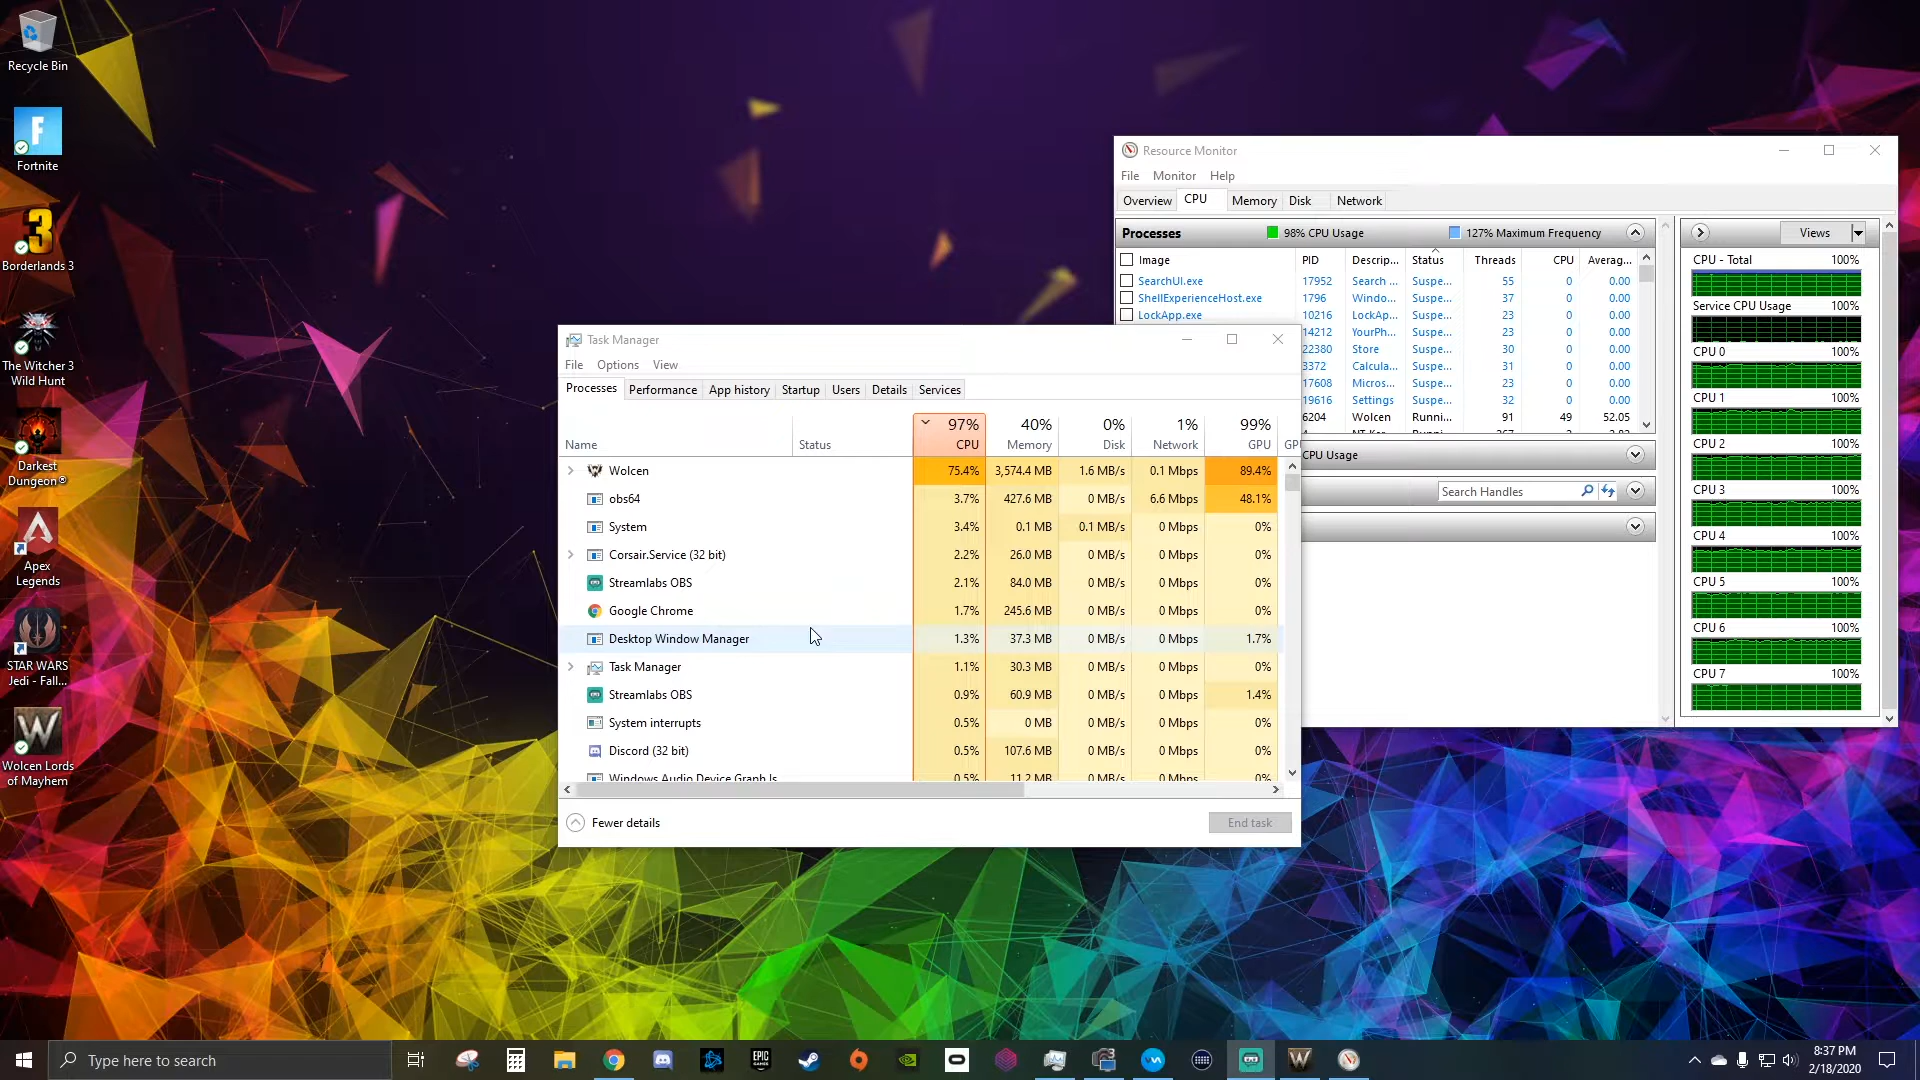 Recycle Bin
Fortnite
Borderlands 3
The Witcher 3
Wild Hunt
Darkest
Dungeon®
Apex
Legends
STAR WARS
Jedi - Fall...
Wolcen Lords
of Mayhem
Resource Monitor
File Monitor Help
Overview CPU Memory Disk Network
Processes 98% CPU Usage 127% Maximum Frequency
Image PID Descrip... Status Threads CPU Averag...
SearchUI.exe 17952 Search ... Suspe... 55 0 0.00
ShellExperienceHost.exe 1796 Windo... Suspe... 37 0 0.00
LockApp.exe 10216 LockAp... Suspe... 23 0 0.00
14212 YourPh... Suspe... 23 0 0.00
22380 Store Suspe... 30 0 0.00
3372 Calcula... Suspe... 31 0 0.00
17608 Micros... Suspe... 23 0 0.00
19616 Settings Suspe... 32 0 0.00
6204 Wolcen Runni... 91 49 52.05
CPU Usage
Search Handles
Views
CPU - Total 100%
Service CPU Usage 100%
CPU 0 100%
CPU 1 100%
CPU 2 100%
CPU 3 100%
CPU 4 100%
CPU 5 100%
CPU 6 100%
CPU 7 100%
Task Manager
File Options View
Processes Performance App history Startup Users Details Services
97% 40% 0% 1% 99%
Name Status CPU Memory Disk Network GPU
Wolcen 75.4% 3,574.4 MB 1.6 MB/s 0.1 Mbps 89.4%
obs64 3.7% 427.6 MB 0 MB/s 6.6 Mbps 48.1%
System 3.4% 0.1 MB 0.1 MB/s 0 Mbps 0%
Corsair.Service (32 bit) 2.2% 26.0 MB 0 MB/s 0 Mbps 0%
Streamlabs OBS 2.1% 84.0 MB 0 MB/s 0 Mbps 0%
Google Chrome 1.7% 245.6 MB 0 MB/s 0 Mbps 0%
Desktop Window Manager 1.3% 37.3 MB 0 MB/s 0 Mbps 1.7%
Task Manager 1.1% 30.3 MB 0 MB/s 0 Mbps 0%
Streamlabs OBS 0.9% 60.9 MB 0 MB/s 0 Mbps 1.4%
System interrupts 0.5% 0 MB 0 MB/s 0 Mbps 0%
Discord (32 bit) 0.5% 107.6 MB 0 MB/s 0 Mbps 0%
Windows Audio Device Graph Is... 0.5% 11.2 MB 0 MB/s 0 Mbps 0%
Fewer details
End task
Type here to search
EPIC GAMES
8:37 PM
2/18/2020